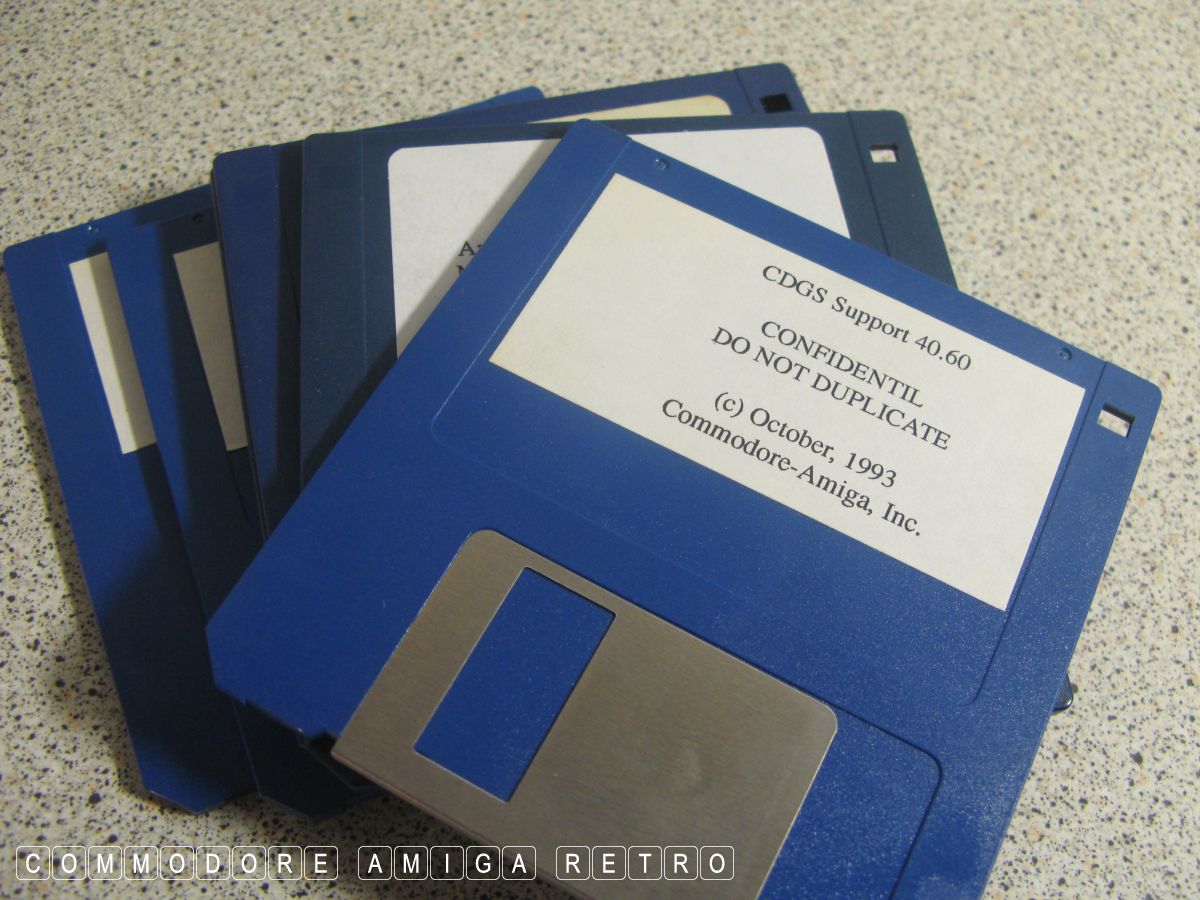 CDGS Support 40.60
CONFIDENTIL
DO NOT DUPLICATE
(c) October, 1993
Commodore-Amiga, Inc.
COMMODORE AMIGA RETRO